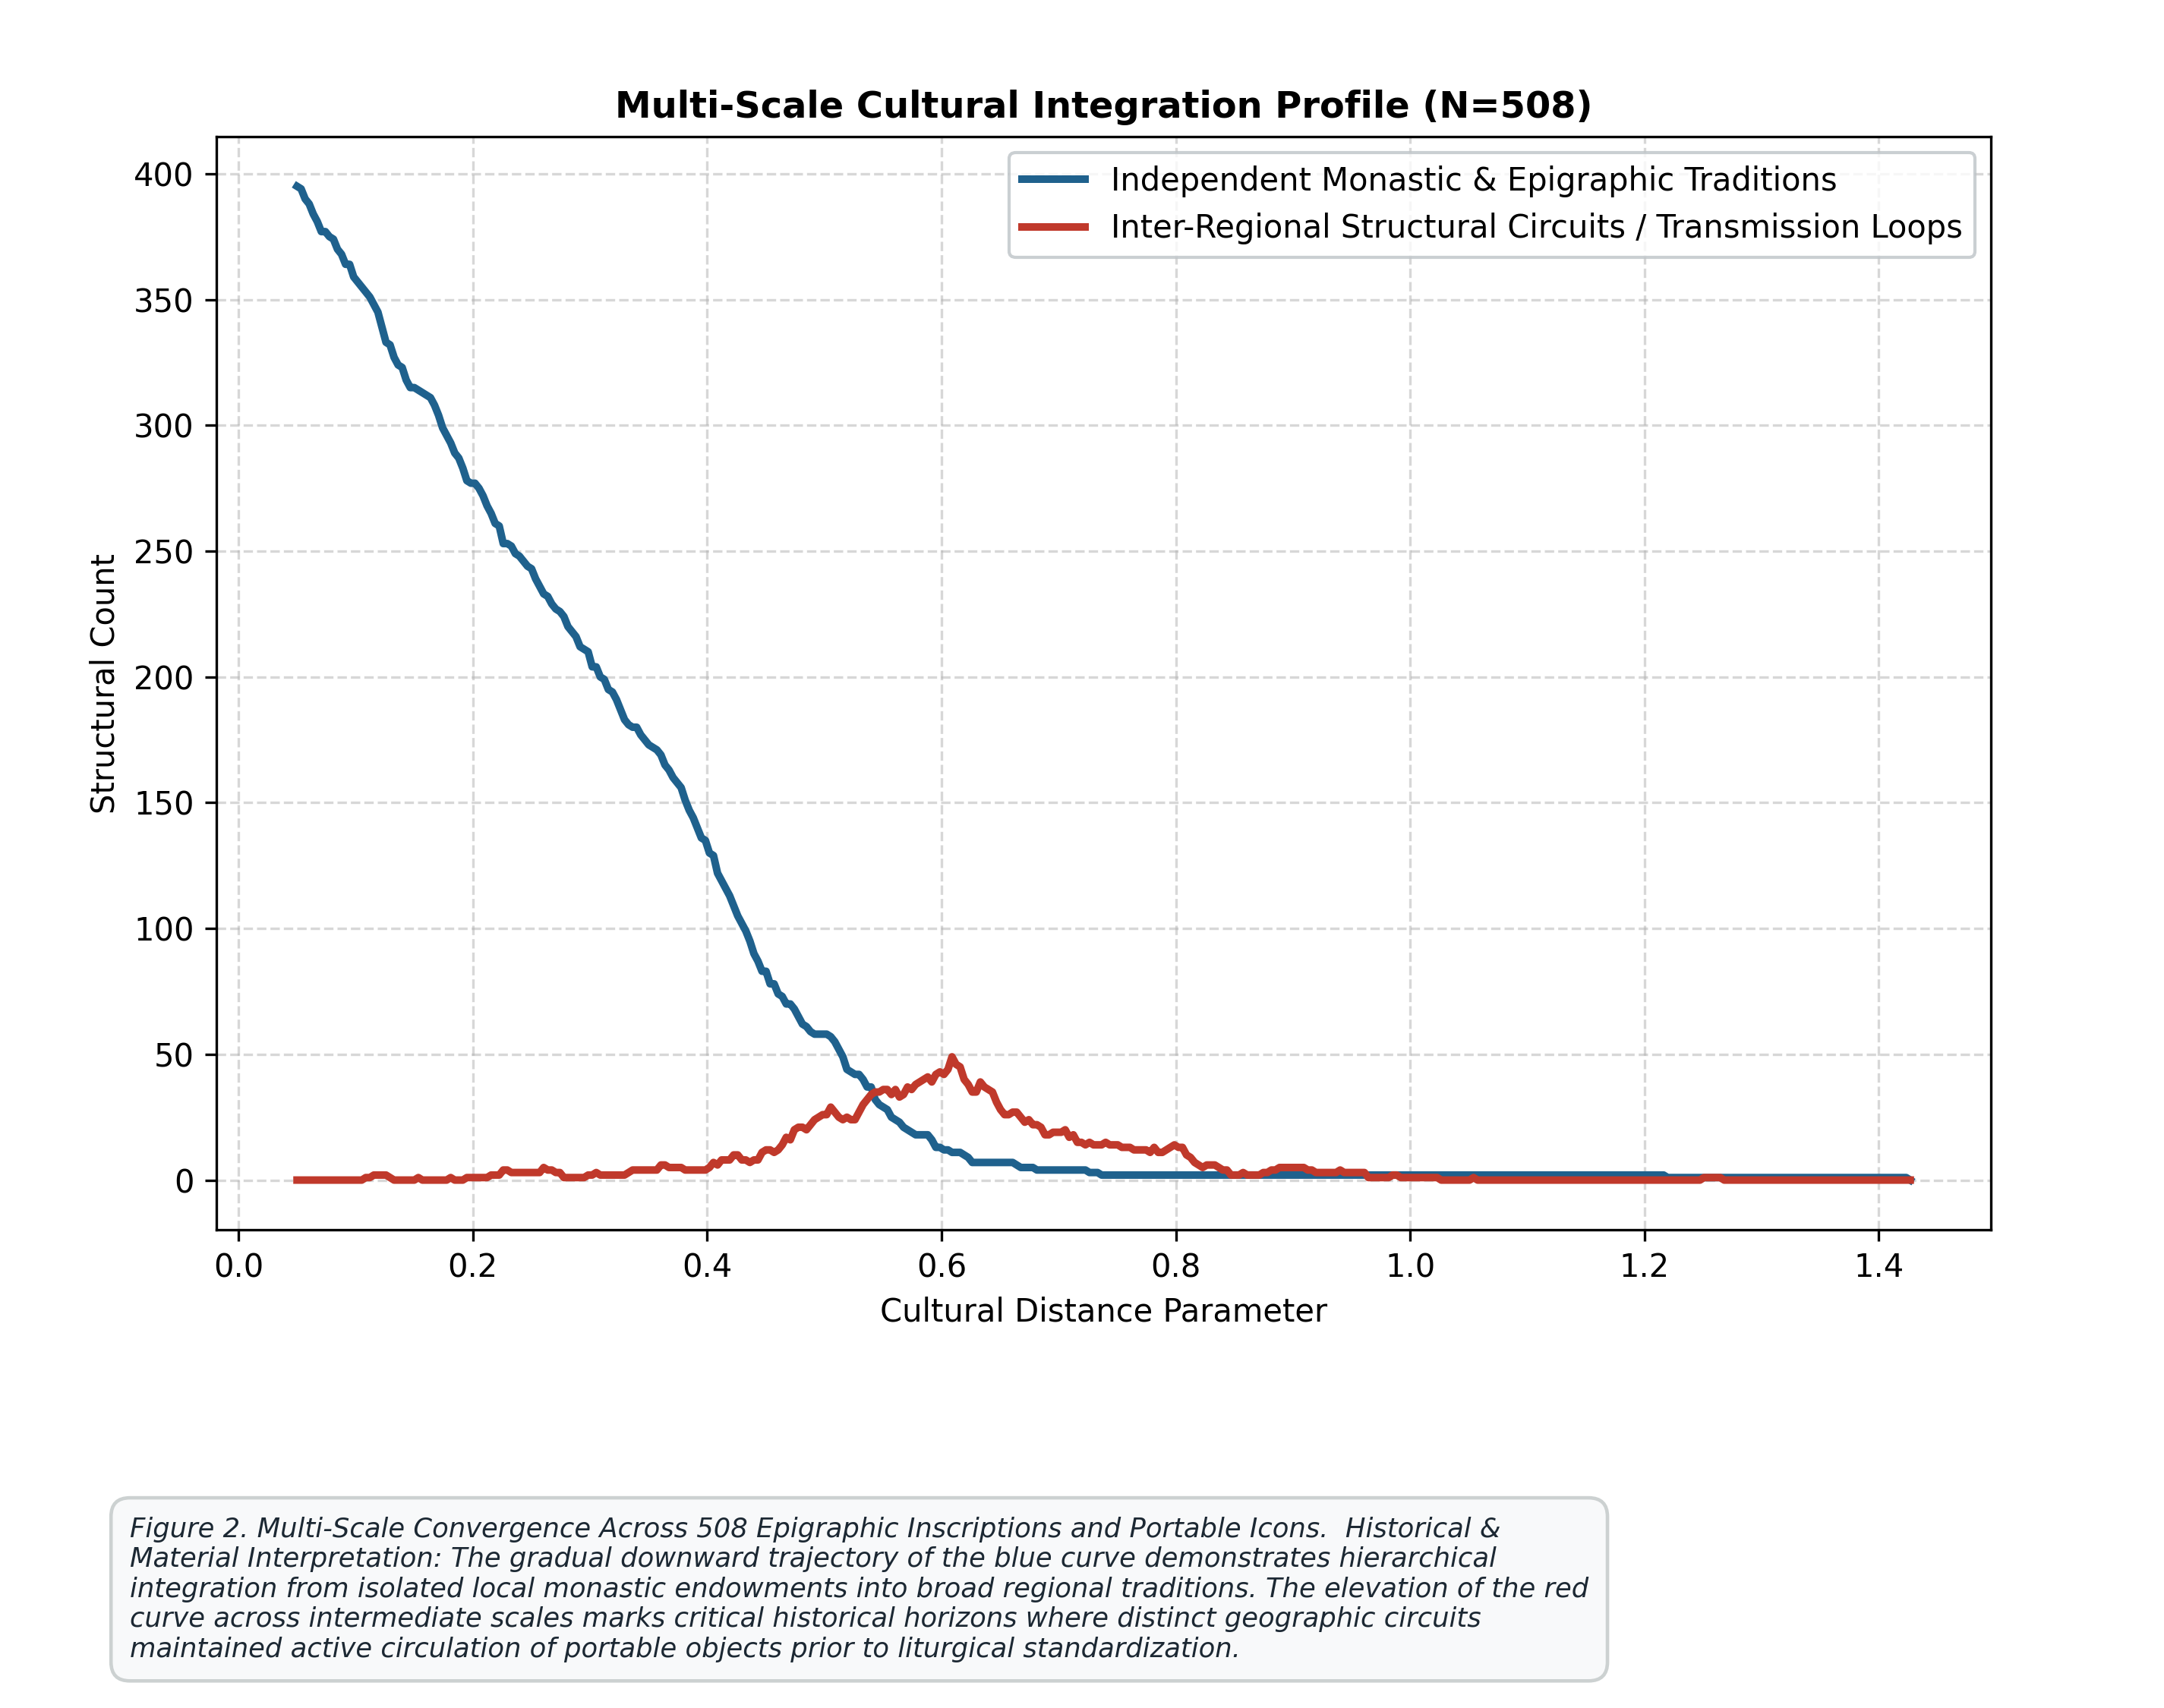 Multi-Scale Cultural Integration Profile (N=508)
Independent Monastic & Epigraphic Traditions
Inter-Regional Structural Circuits / Transmission Loops
Structural Count
400
350
300
250
200
150
100
50
0
0.0 0.2 0.4 0.6 0.8 1.0 1.2 1.4
Cultural Distance Parameter
Figure 2. Multi-Scale Convergence Across 508 Epigraphic Inscriptions and Portable Icons.  Historical &
Material Interpretation: The gradual downward trajectory of the blue curve demonstrates hierarchical
integration from isolated local monastic endowments into broad regional traditions. The elevation of the red
curve across intermediate scales marks critical historical horizons where distinct geographic circuits
maintained active circulation of portable objects prior to liturgical standardization.